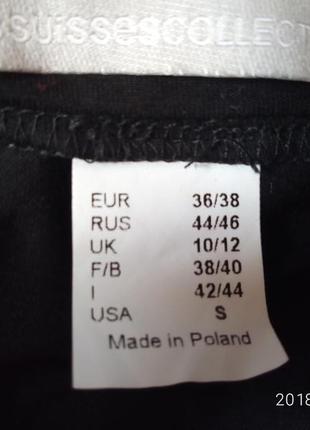 SUISSESCOLLECT
EUR 36/38
RUS 44/46
UK 10/12
F/B 38/40
I 42/44
USA S
Made in Poland
2018